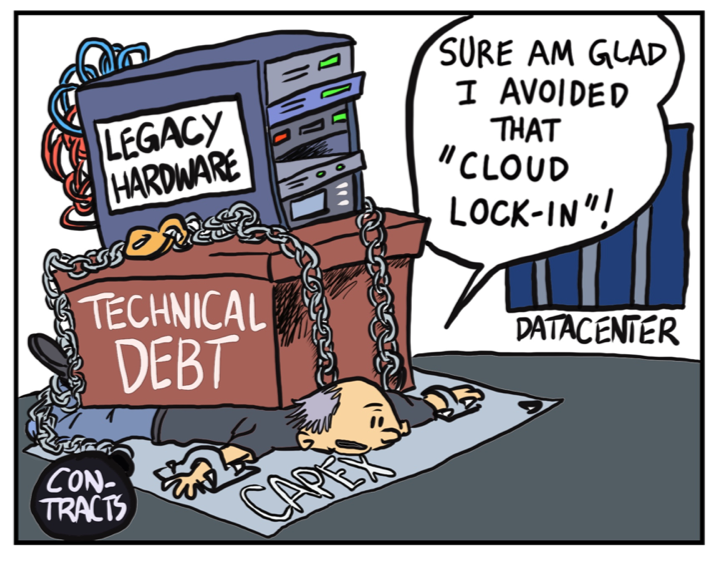 SURE AM GLAD
I AVOIDED
THAT
"CLOUD
LOCK-IN"!
LEGACY
HARDWARE
TECHNICAL
DEBT
DATACENTER
CAPEX
CON-
TRACTS